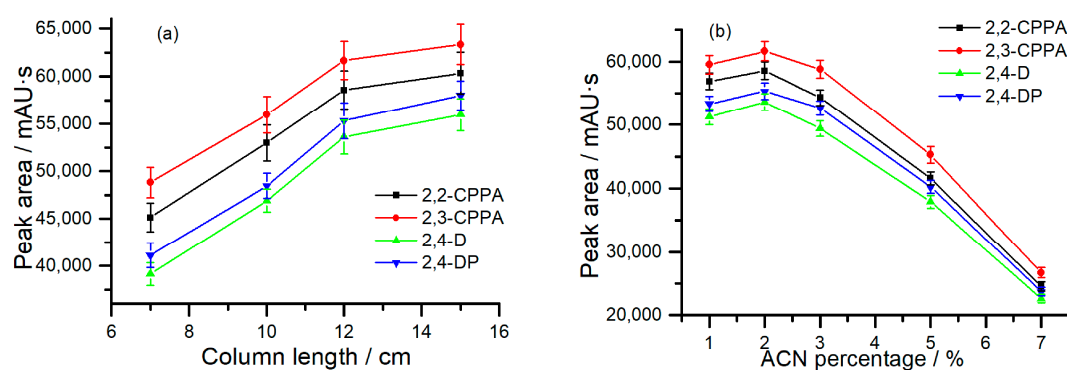 (a)
Peak area / mAU·s
65,000
60,000
55,000
50,000
45,000
40,000
6 8 10 12 14 16
Column length / cm
2,2-CPPA
2,3-CPPA
2,4-D
2,4-DP
(b)
Peak area / mAU·s
60,000
50,000
40,000
30,000
20,000
1 2 3 4 5 6 7
ACN percentage / %
2,2-CPPA
2,3-CPPA
2,4-D
2,4-DP